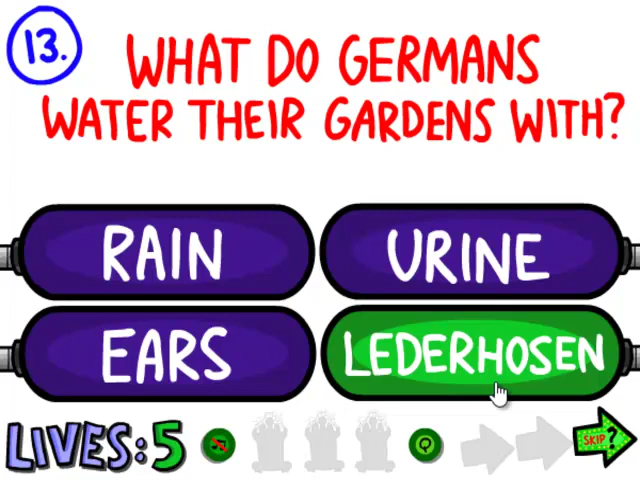 13.
WHAT DO GERMANS
WATER THEIR GARDENS WITH?
RAIN
URINE
EARS
LEDERHOSEN
LIVES:5
SKIP?